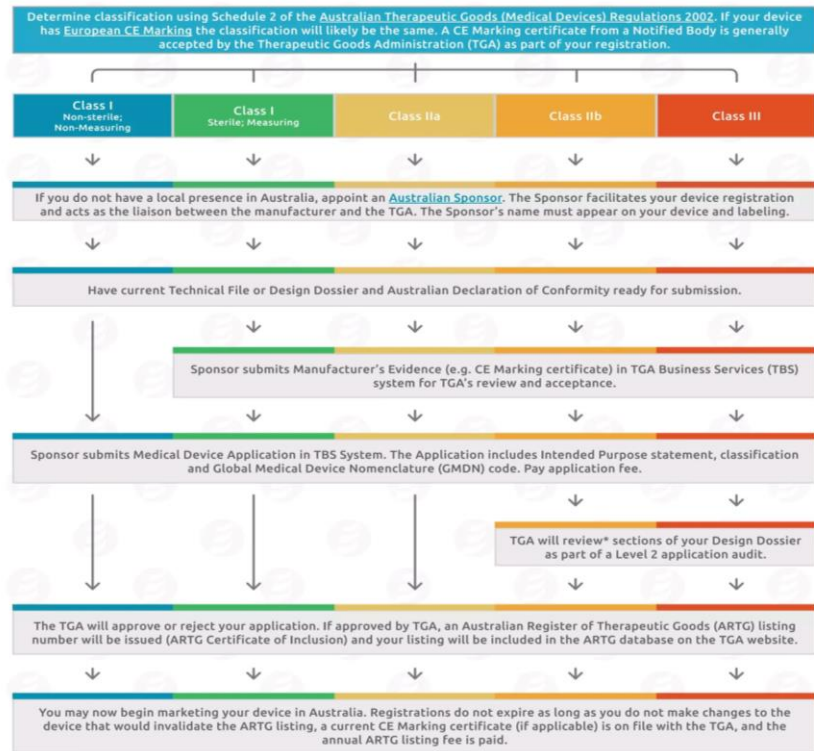 Determine classification using Schedule 2 of the Australian Therapeutic Goods (Medical Devices) Regulations 2002. If your device
has European CE Marking the classification will likely be the same. A CE Marking certificate from a Notified Body is generally
accepted by the Therapeutic Goods Administration (TGA) as part of your registration.
Class I
Non-sterile;
Non-Measuring
Class I
Sterile; Measuring
Class IIa
Class IIb
Class III
If you do not have a local presence in Australia, appoint an Australian Sponsor. The Sponsor facilitates your device registration
and acts as the liaison between the manufacturer and the TGA. The Sponsor's name must appear on your device and labeling.
Have current Technical File or Design Dossier and Australian Declaration of Conformity ready for submission.
Sponsor submits Manufacturer's Evidence (e.g. CE Marking certificate) in TGA Business Services (TBS)
system for TGA's review and acceptance.
Sponsor submits Medical Device Application in TBS System. The Application includes Intended Purpose statement, classification
and Global Medical Device Nomenclature (GMDN) code. Pay application fee.
TGA will review* sections of your Design Dossier
as part of a Level 2 application audit.
The TGA will approve or reject your application. If approved by TGA, an Australian Register of Therapeutic Goods (ARTG) listing
number will be issued (ARTG Certificate of Inclusion) and your listing will be included in the ARTG database on the TGA website.
You may now begin marketing your device in Australia. Registrations do not expire as long as you do not make changes to the
device that would invalidate the ARTG listing, a current CE Marking certificate (if applicable) is on file with the TGA, and the
annual ARTG listing fee is paid.